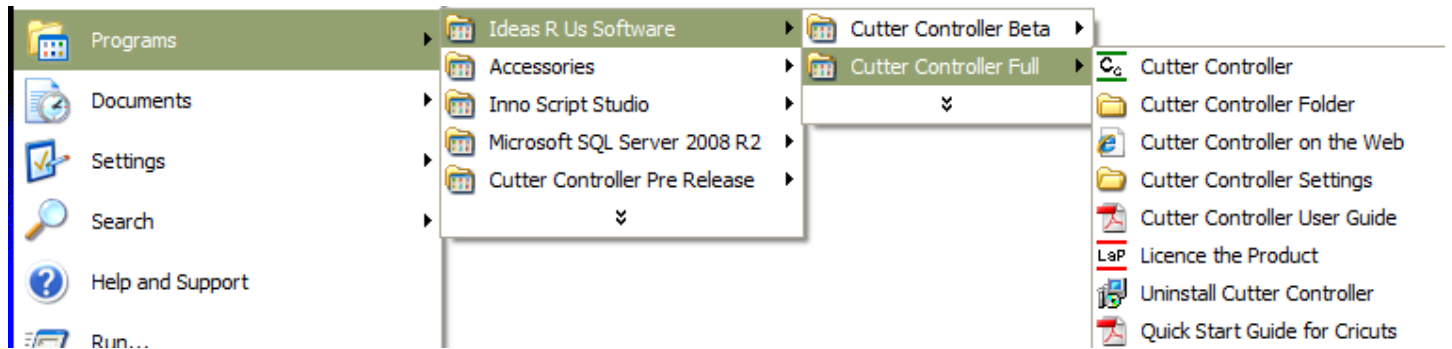 Programs
Documents
Settings
Search
Help and Support
Run...
Ideas R Us Software
Accessories
Inno Script Studio
Microsoft SQL Server 2008 R2
Cutter Controller Pre Release
Cutter Controller Beta
Cutter Controller Full
Cutter Controller
Cutter Controller Folder
Cutter Controller on the Web
Cutter Controller Settings
Cutter Controller User Guide
LaP Licence the Product
Uninstall Cutter Controller
Quick Start Guide for Cricuts